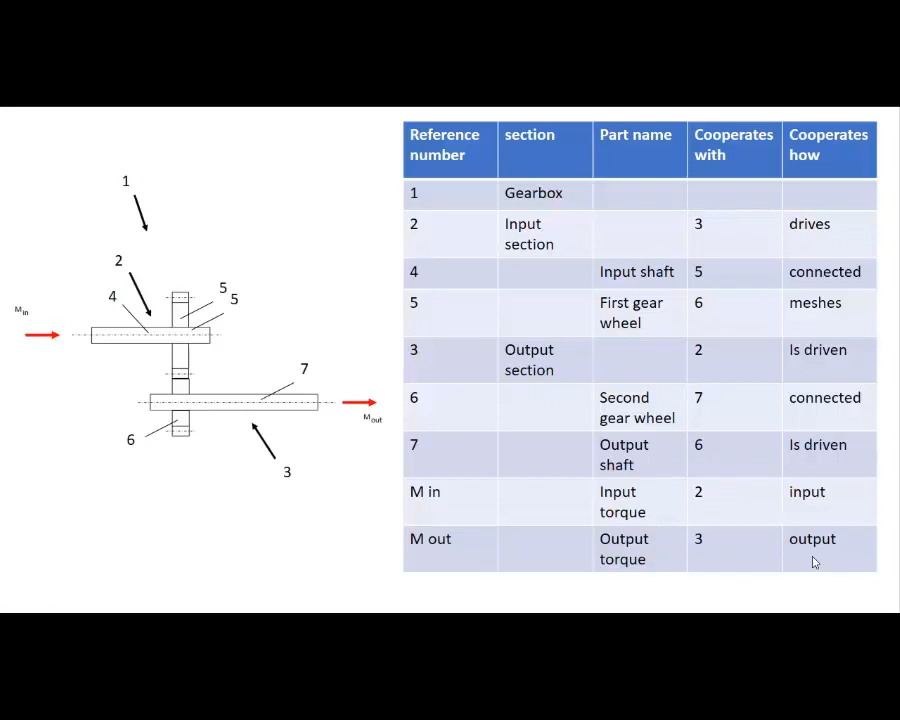 1
2
5
4
5
M in
7
M out
6
3
Reference number section Part name Cooperates with Cooperates how
1 Gearbox
2 Input section 3 drives
4 Input shaft 5 connected
5 First gear wheel 6 meshes
3 Output section 2 Is driven
6 Second gear wheel 7 connected
7 Output shaft 6 Is driven
M in Input torque 2 input
M out Output torque 3 output